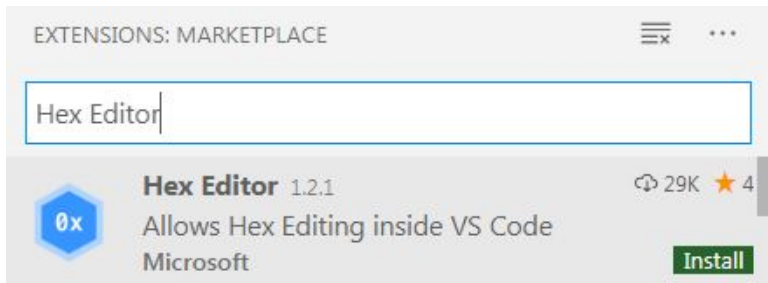 EXTENSIONS: MARKETPLACE
Hex Editor
Hex Editor 1.2.1 29K 4
0x
Allows Hex Editing inside VS Code
Microsoft Install